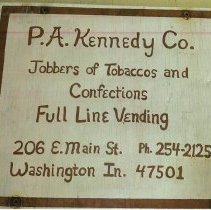 P.A. Kennedy Co.
Jobbers of Tobaccos and
Confections
Full Line Vending
206 E. Main St. Ph. 254-2125
Washington In. 47501